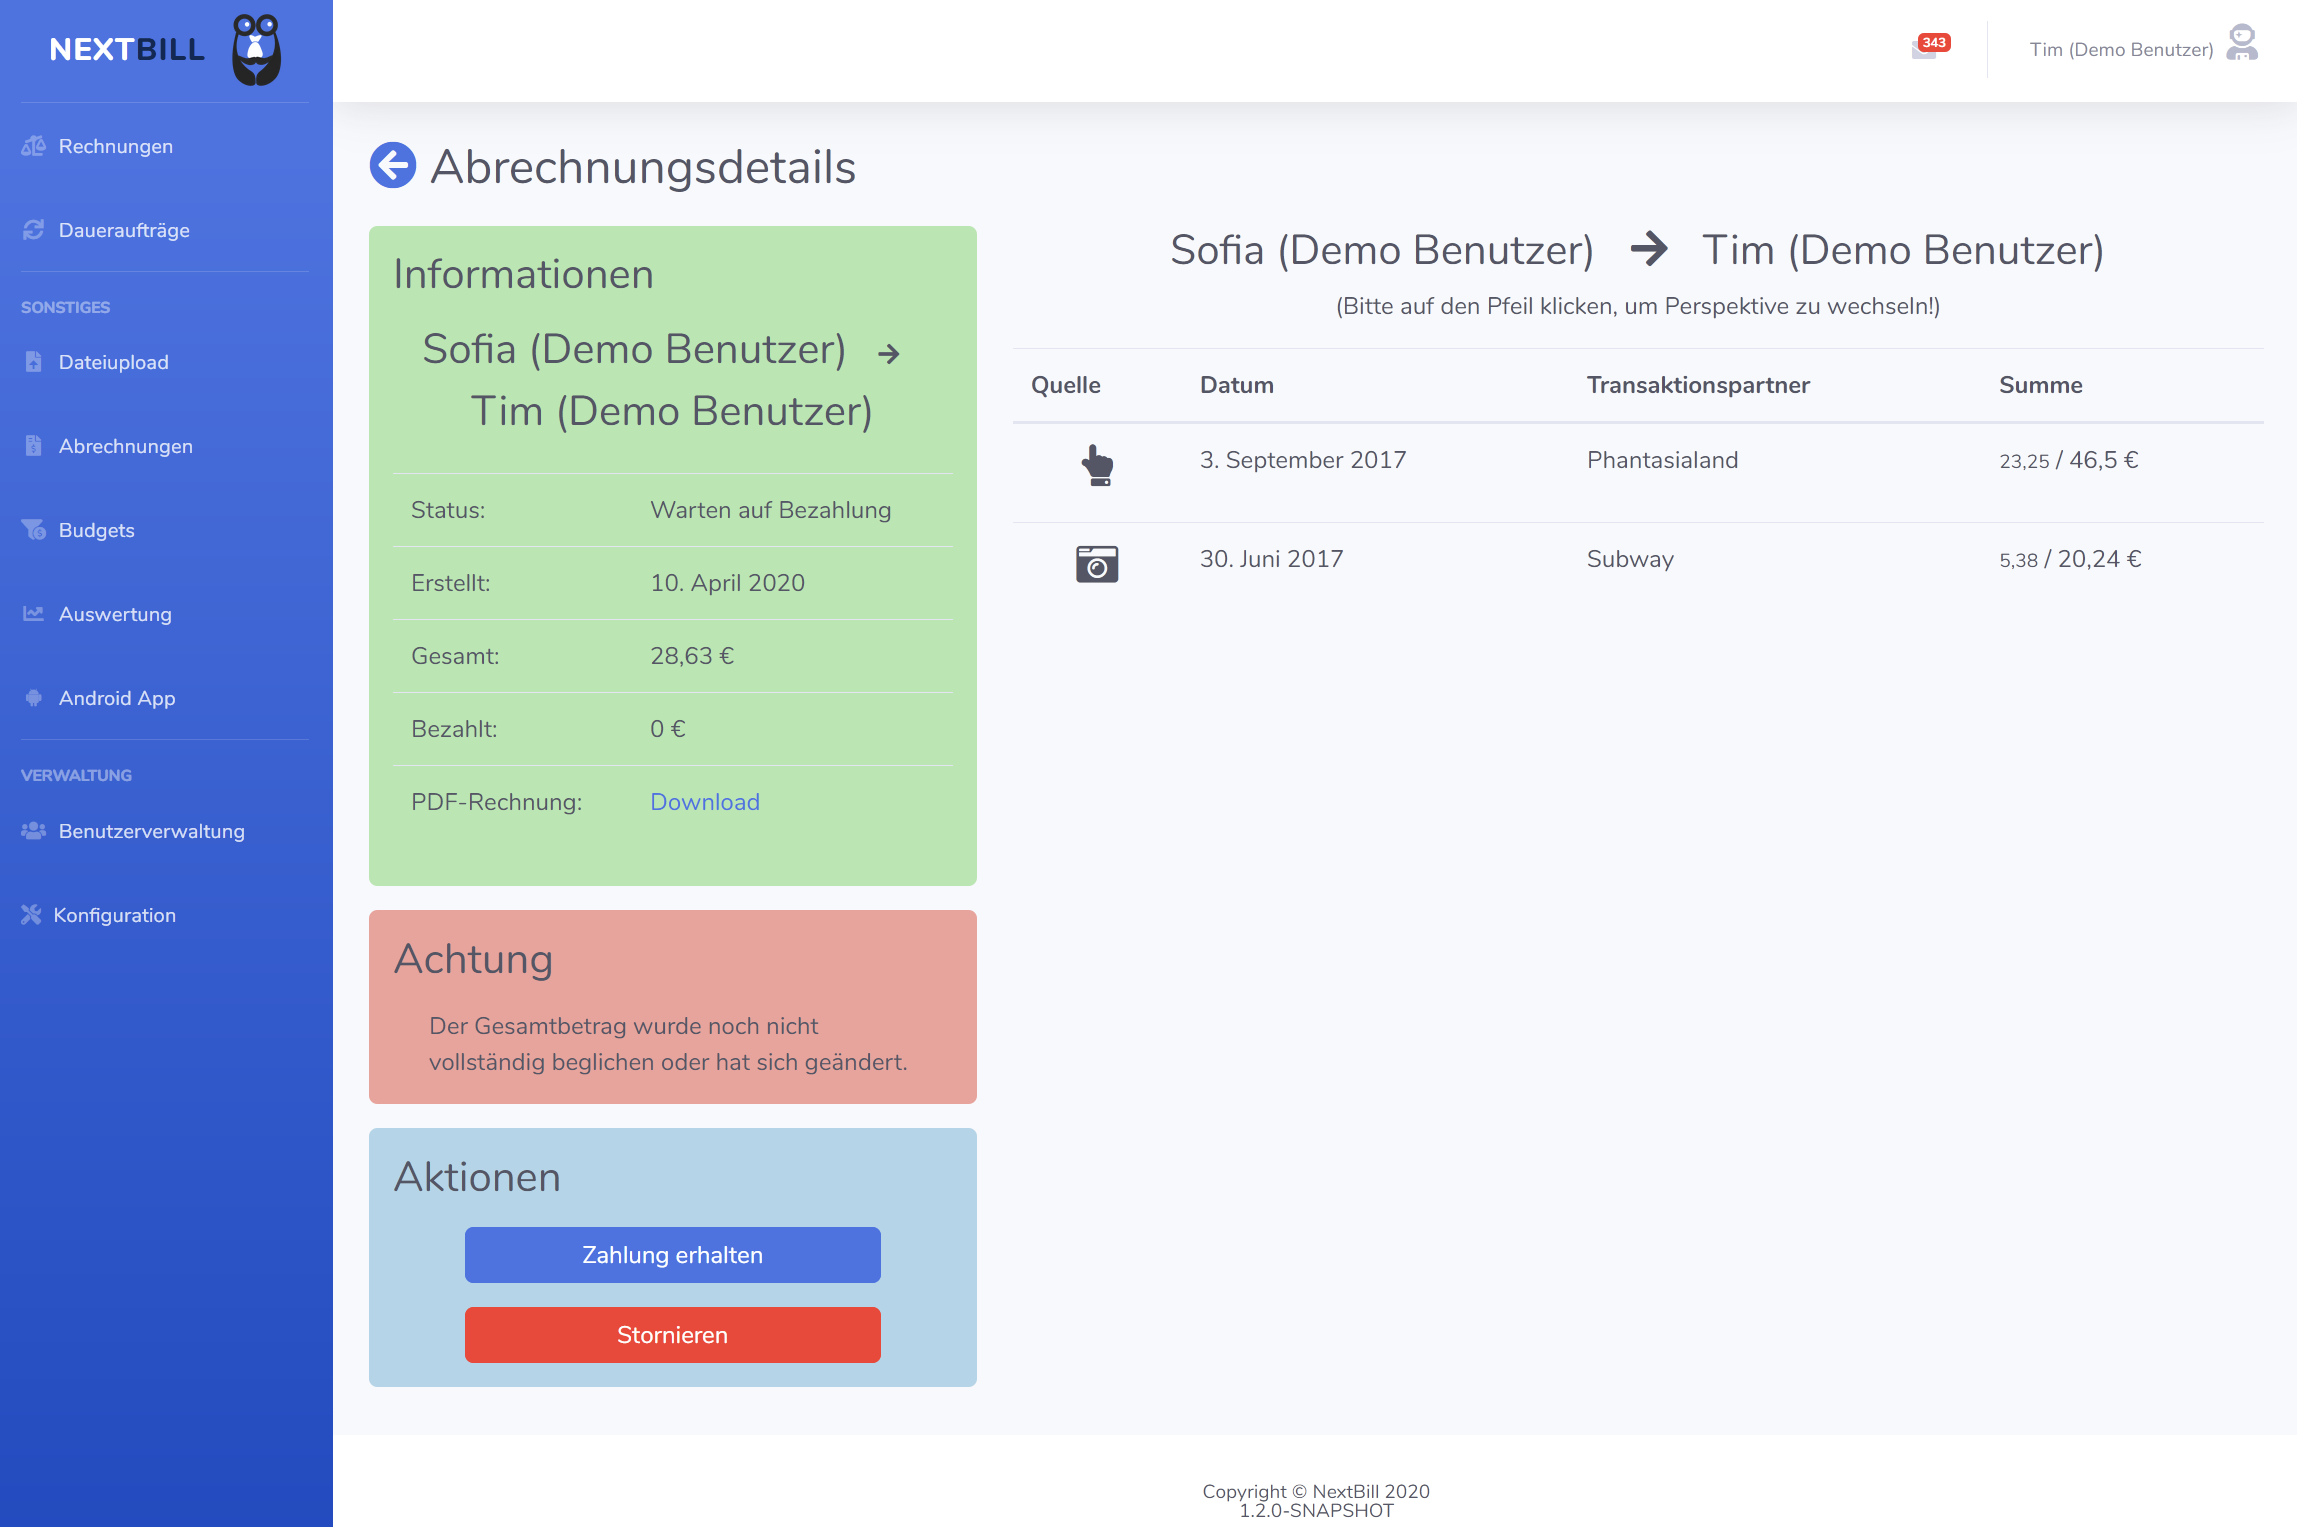 NEXTBILL
343
Tim (Demo Benutzer)
Rechnungen
Daueraufträge
SONSTIGES
Dateiupload
Abrechnungen
Budgets
Auswertung
Android App
VERWALTUNG
Benutzerverwaltung
Konfiguration
Abrechnungsdetails
Informationen
Sofia (Demo Benutzer)
Tim (Demo Benutzer)
Status: Warten auf Bezahlung
Erstellt: 10. April 2020
Gesamt: 28,63 €
Bezahlt: 0 €
PDF-Rechnung: Download
Achtung
Der Gesamtbetrag wurde noch nicht
vollständig beglichen oder hat sich geändert.
Aktionen
Zahlung erhalten
Stornieren
Sofia (Demo Benutzer) Tim (Demo Benutzer)
(Bitte auf den Pfeil klicken, um Perspektive zu wechseln!)
Quelle Datum Transaktionspartner Summe
3. September 2017 Phantasialand 23,25 / 46,5 €
30. Juni 2017 Subway 5,38 / 20,24 €
Copyright © NextBill 2020
1.2.0-SNAPSHOT